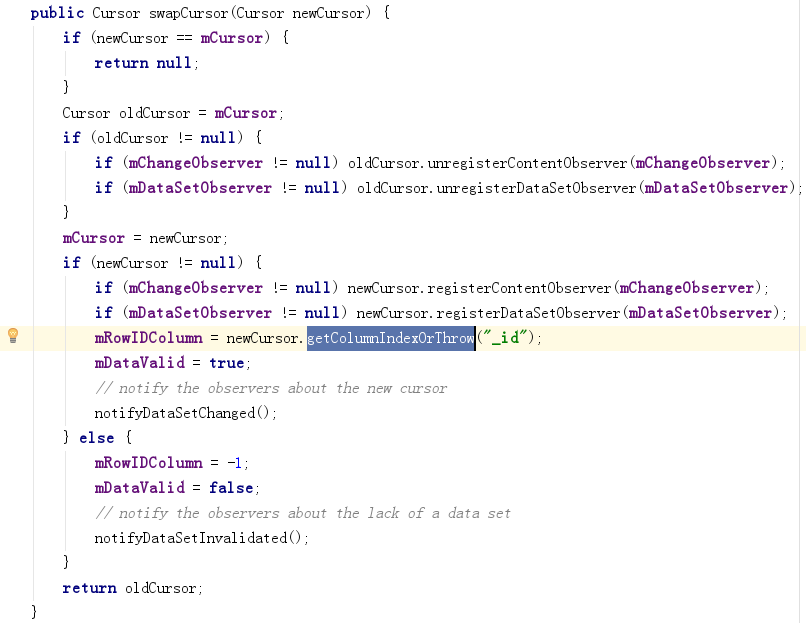 public Cursor swapCursor(Cursor newCursor) {
    if (newCursor == mCursor) {
        return null;
    }
    Cursor oldCursor = mCursor;
    if (oldCursor != null) {
        if (mChangeObserver != null) oldCursor.unregisterContentObserver(mChangeObserver);
        if (mDataSetObserver != null) oldCursor.unregisterDataSetObserver(mDataSetObserver);
    }
    mCursor = newCursor;
    if (newCursor != null) {
        if (mChangeObserver != null) newCursor.registerContentObserver(mChangeObserver);
        if (mDataSetObserver != null) newCursor.registerDataSetObserver(mDataSetObserver);
        mRowIDColumn = newCursor.getColumnIndexOrThrow("_id");
        mDataValid = true;
        // notify the observers about the new cursor
        notifyDataSetChanged();
    } else {
        mRowIDColumn = -1;
        mDataValid = false;
        // notify the observers about the lack of a data set
        notifyDataSetInvalidated();
    }
    return oldCursor;
}